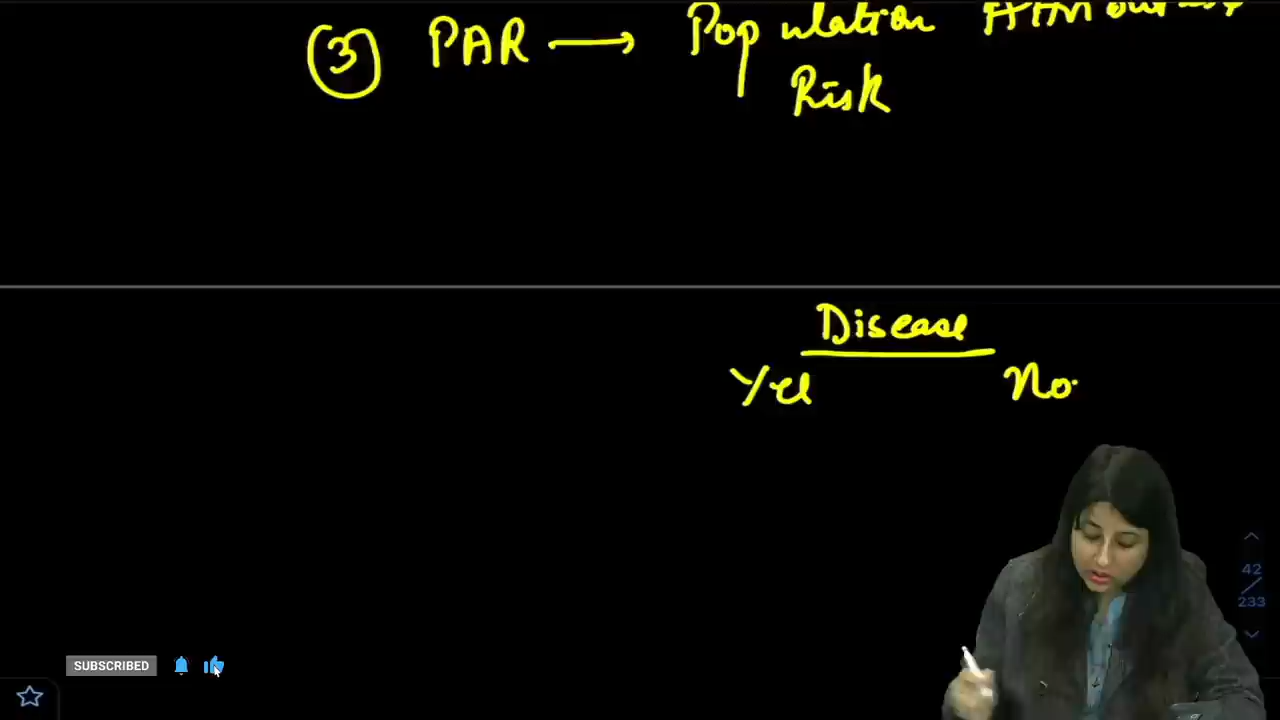 ③ PAR → Population
Risk
Disease
Yes No
42
233
SUBSCRIBED